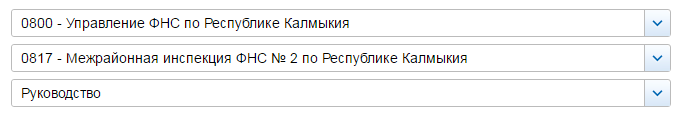 0800 - Управление ФНС по Республике Калмыкия
0817 - Межрайонная инспекция ФНС № 2 по Республике Калмыкия
Руководство